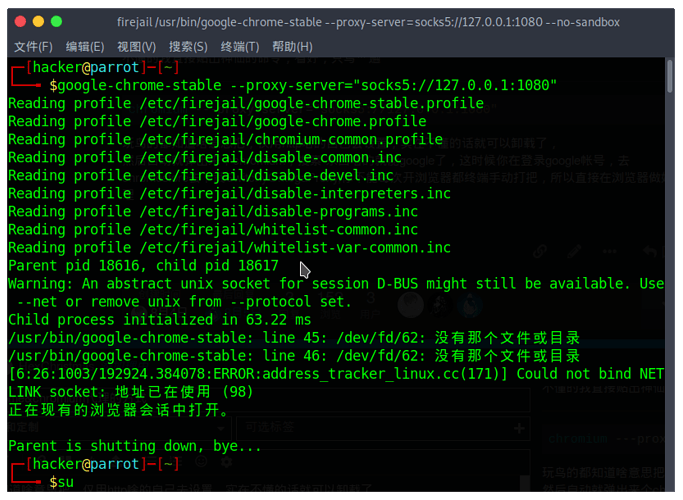 firejail /usr/bin/google-chrome-stable --proxy-server=socks5://127.0.0.1:1080 --no-sandbox
文件(F) 编辑(E) 视图(V) 搜索(S) 终端(T) 帮助(H)
[hacker@parrot]-[~]
$google-chrome-stable --proxy-server="socks5://127.0.0.1:1080"
Reading profile /etc/firejail/google-chrome-stable.profile
Reading profile /etc/firejail/google-chrome.profile
Reading profile /etc/firejail/chromium-common.profile
Reading profile /etc/firejail/disable-common.inc
Reading profile /etc/firejail/disable-devel.inc
Reading profile /etc/firejail/disable-interpreters.inc
Reading profile /etc/firejail/disable-programs.inc
Reading profile /etc/firejail/whitelist-common.inc
Reading profile /etc/firejail/whitelist-var-common.inc
Parent pid 18616, child pid 18617
Warning: An abstract unix socket for session D-BUS might still be available. Use
--net or remove unix from --protocol set.
Child process initialized in 63.22 ms
/usr/bin/google-chrome-stable: line 45: /dev/fd/62: 没有那个文件或目录
/usr/bin/google-chrome-stable: line 46: /dev/fd/62: 没有那个文件或目录
[6:26:1003/192924.384078:ERROR:address_tracker_linux.cc(171)] Could not bind NET
LINK socket: 地址已在使用 (98)
正在现有的浏览器会话中打开。
可选标签
Parent is shutting down, bye...
[hacker@parrot]-[~]
$su